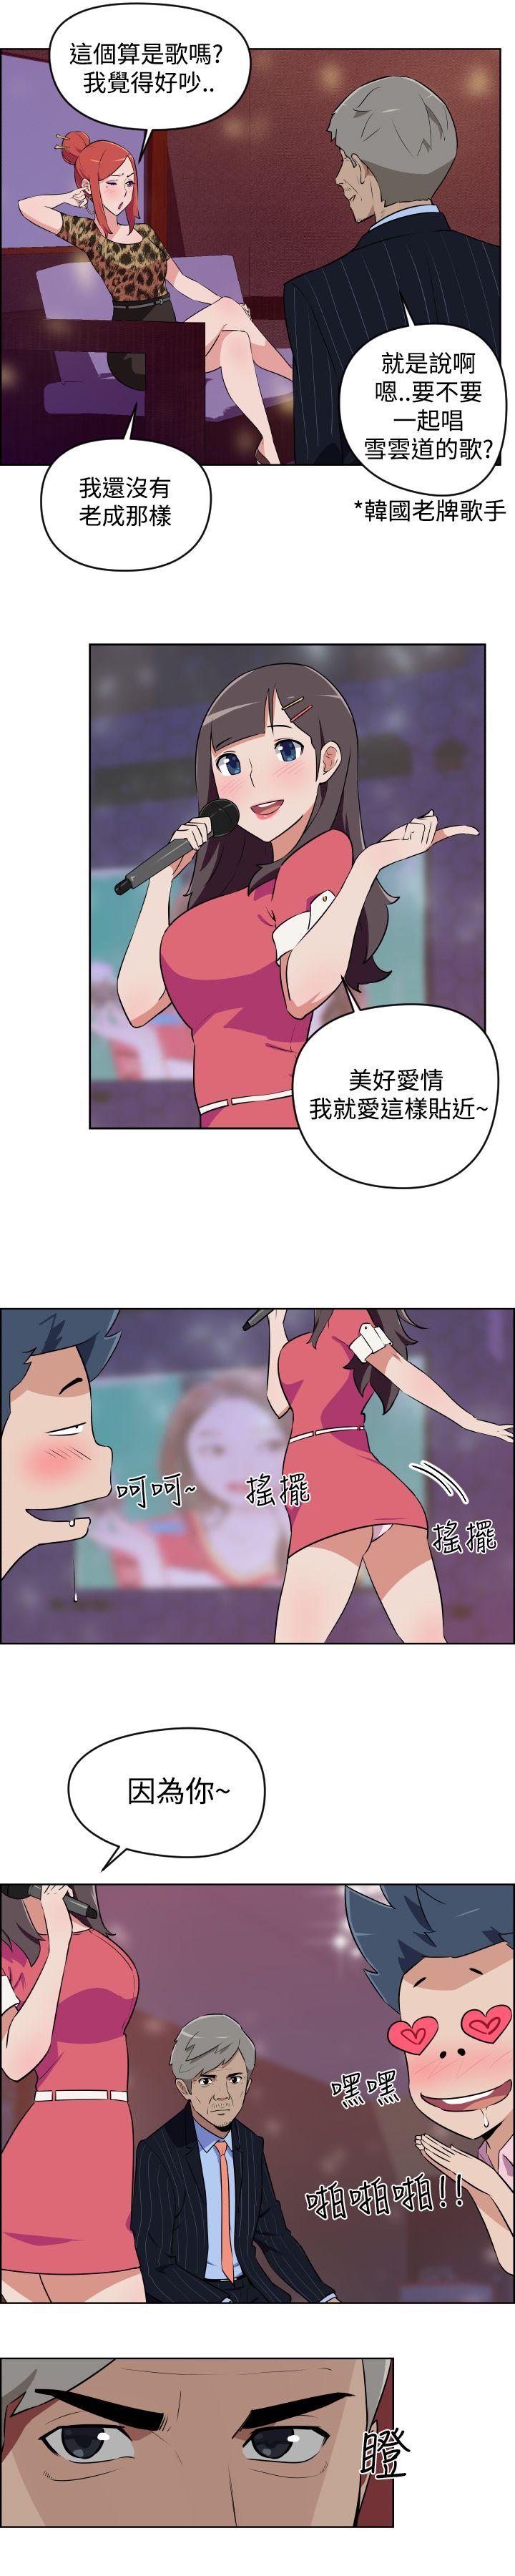 這個算是歌嗎?
我覺得好吵..
就是說啊
嗯..要不要
一起唱
雪雲道的歌?
我還沒有
老成那樣
*韓國老牌歌手
美好愛情
我就愛這樣貼近~
呵呵~
搖擺
搖擺
因為你~
嘿嘿
啪啪啪!!
瞪